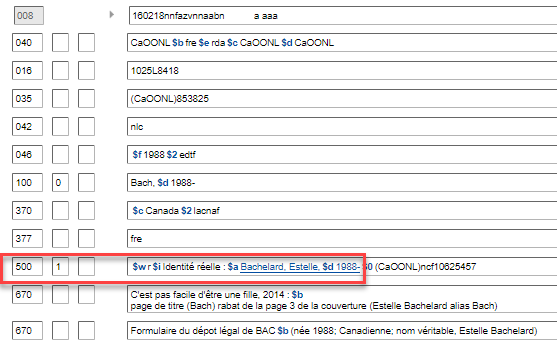 008 160218nnfazvnnaabn a aaa
040 CaOONL $b fre $e rda $c CaOONL $d CaOONL
016 1025L8418
035 (CaOONL)853825
042 nlc
046 $f 1988 $2 edtf
100 0 Bach, $d 1988-
370 $c Canada $2 lacnaf
377 fre
500 1 $w r $i Identité réelle : $a Bachelard, Estelle, $d 1988- $0 (CaOONL)ncf10625457
670 C'est pas facile d'être une fille, 2014 : $b
page de titre (Bach) rabat de la page 3 de la couverture (Estelle Bachelard alias Bach)
670 Formulaire du dépot légal de BAC $b (née 1988; Canadienne; nom véritable, Estelle Bachelard)